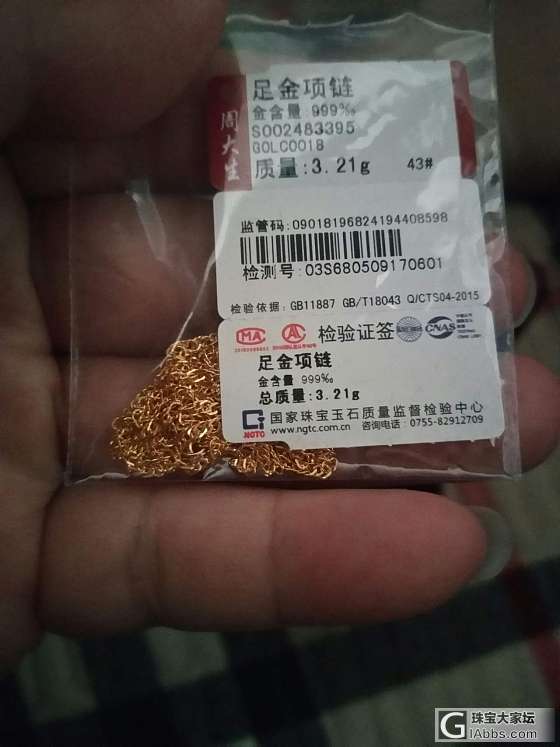 周大生
足金项链
金含量 999‰
S002483395
GOLC0018
质量:3.21g 43#
监管码:09018196824194408598
检测号:03S680509170601
检验依据:GB11887 GB/T18043 Q/CTS04-2015
MA AL 检验证签 CNAS
足金项链
金含量 999‰
总质量:3.21g
NGTC 国家珠宝玉石质量监督检验中心
www.ngtc.com.cn 咨询电话:0755-82912709
G 珠宝大家坛
GIAbbs.com